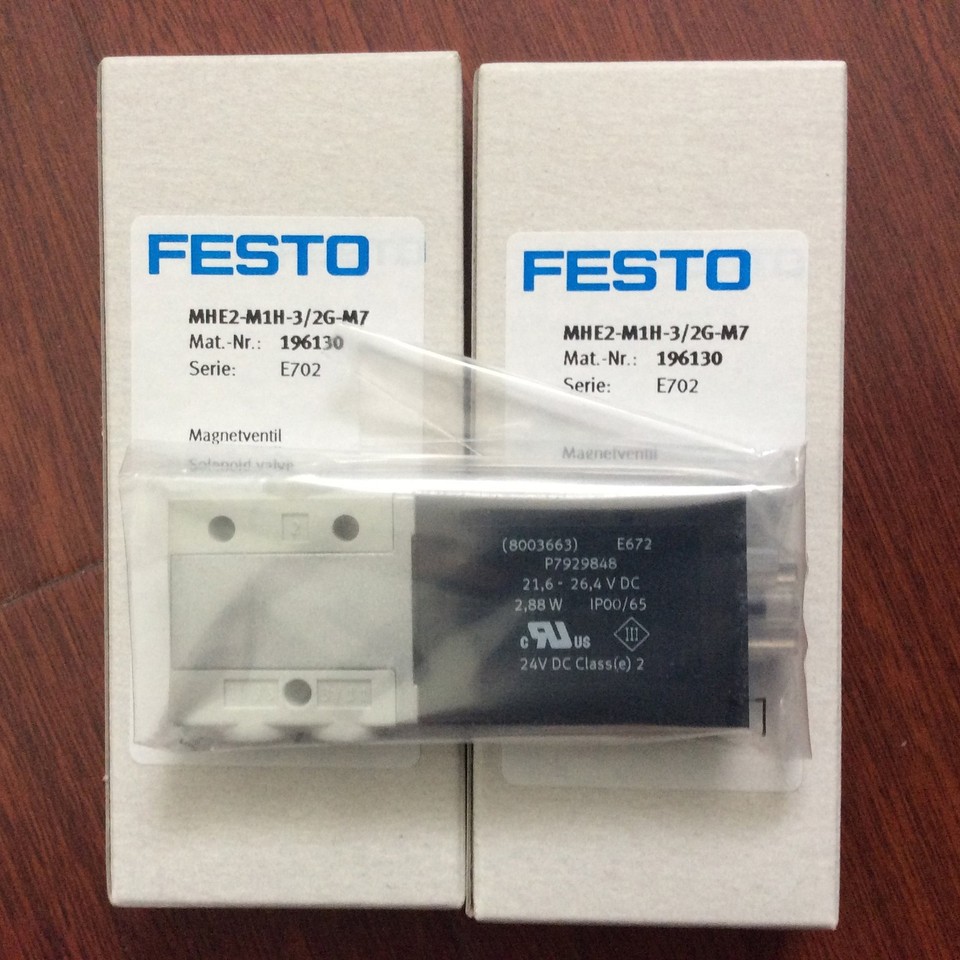 FESTO
MHE2-M1H-3/2G-M7
Mat.-Nr.: 196130
Serie: E702
Magnetventil
Solenoid valve
FESTO
MHE2-M1H-3/2G-M7
Mat.-Nr.: 196130
Serie: E702
Magnetventil
(8003663) E672
P7929848
21,6 - 26,4 V DC
2,88 W IP00/65
c RU US III
24V DC Class(e) 2